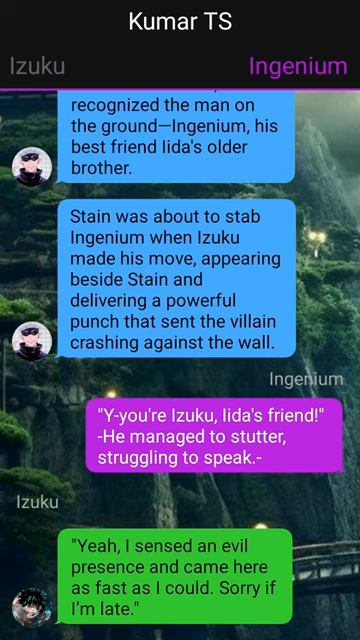 Kumar TS
Izuku
Ingenium
recognized the man on
the ground—Ingenium, his
best friend Iida's older
brother.
Stain was about to stab
Ingenium when Izuku
made his move, appearing
beside Stain and
delivering a powerful
punch that sent the villain
crashing against the wall.
Ingenium
"Y-you're Izuku, Iida's friend!"
-He managed to stutter,
struggling to speak.-
Izuku
"Yeah, I sensed an evil
presence and came here
as fast as I could. Sorry if
I'm late."